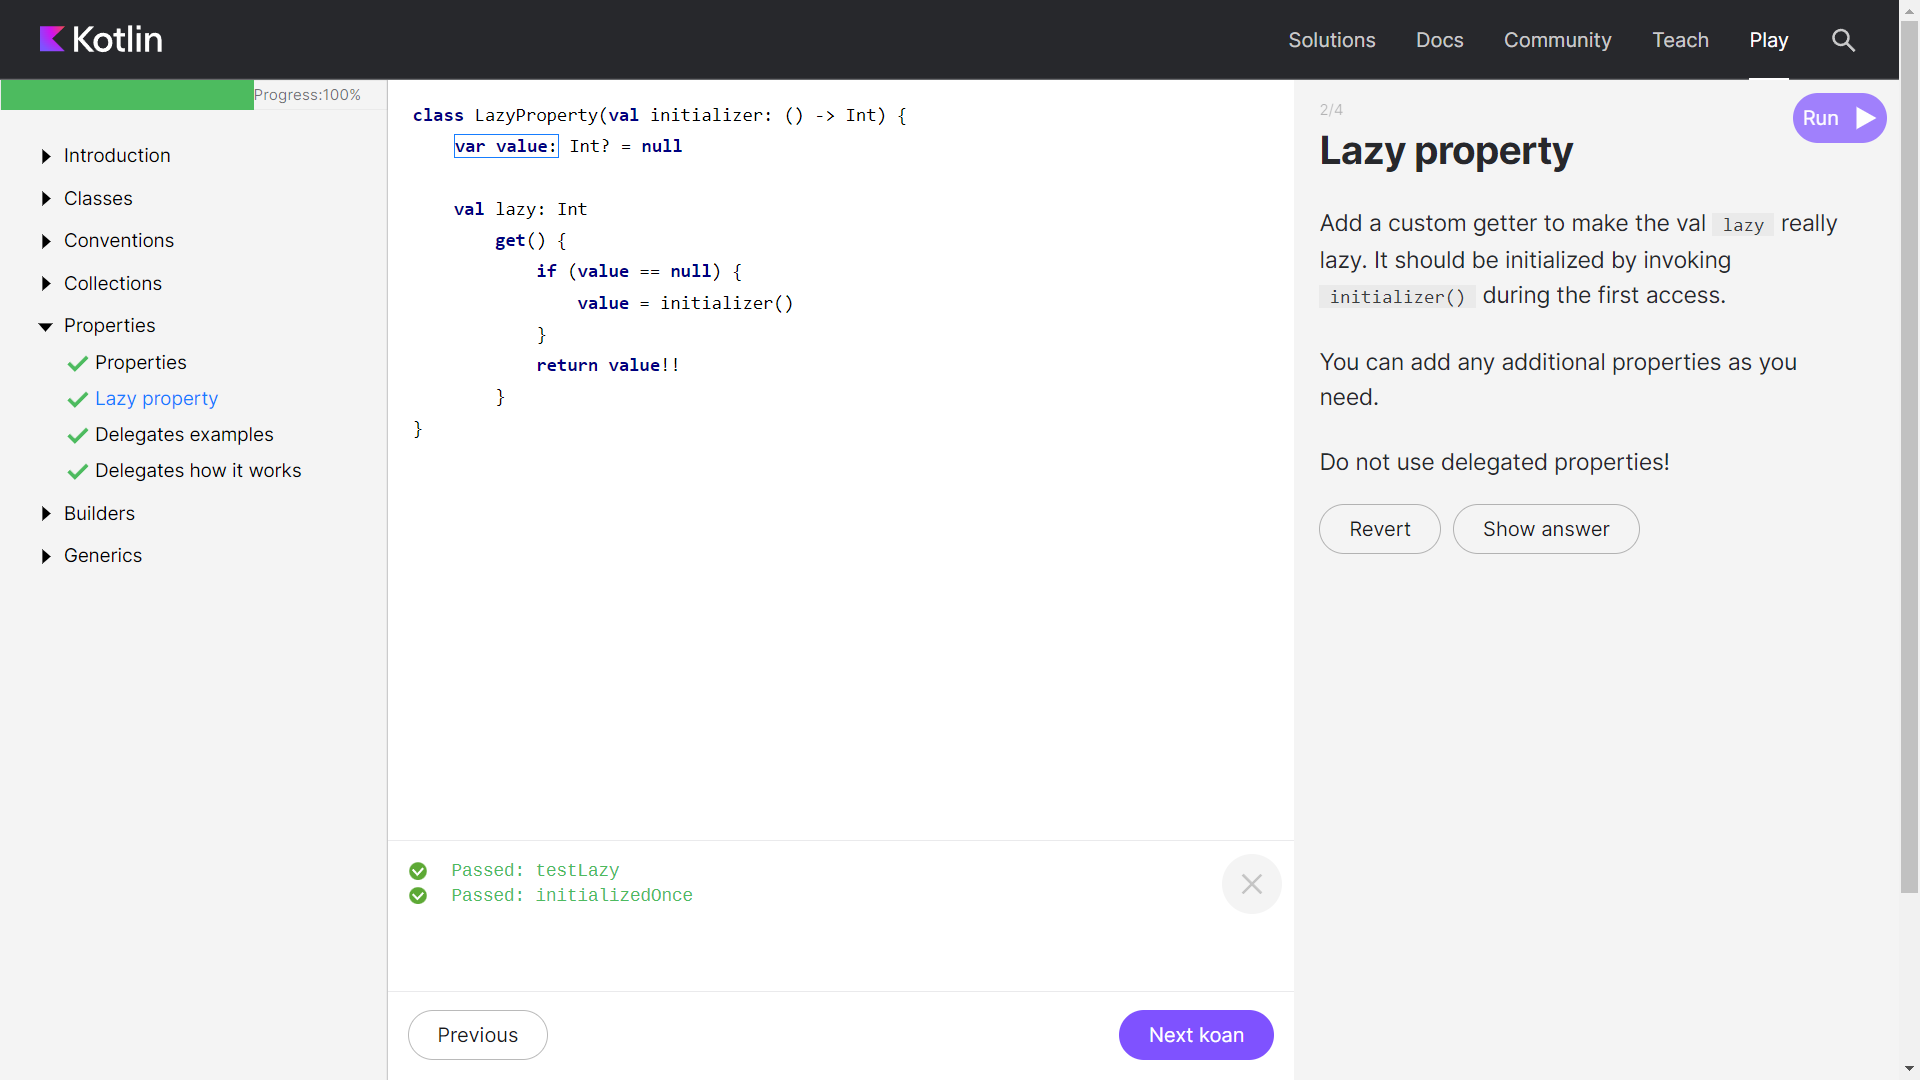 Kotlin
Solutions
Docs
Community
Teach
Play
Progress:100%
Introduction
Classes
Conventions
Collections
Properties
Properties
Lazy property
Delegates examples
Delegates how it works
Builders
Generics
class LazyProperty(val initializer: () -> Int) {
    var value: Int? = null
    val lazy: Int
        get() {
            if (value == null) {
                value = initializer()
            }
            return value!!
        }
}
Passed: testLazy
Passed: initializedOnce
Previous
Next koan
2/4
Run
Lazy property
Add a custom getter to make the val lazy really
lazy. It should be initialized by invoking
initializer() during the first access.
You can add any additional properties as you
need.
Do not use delegated properties!
Revert
Show answer